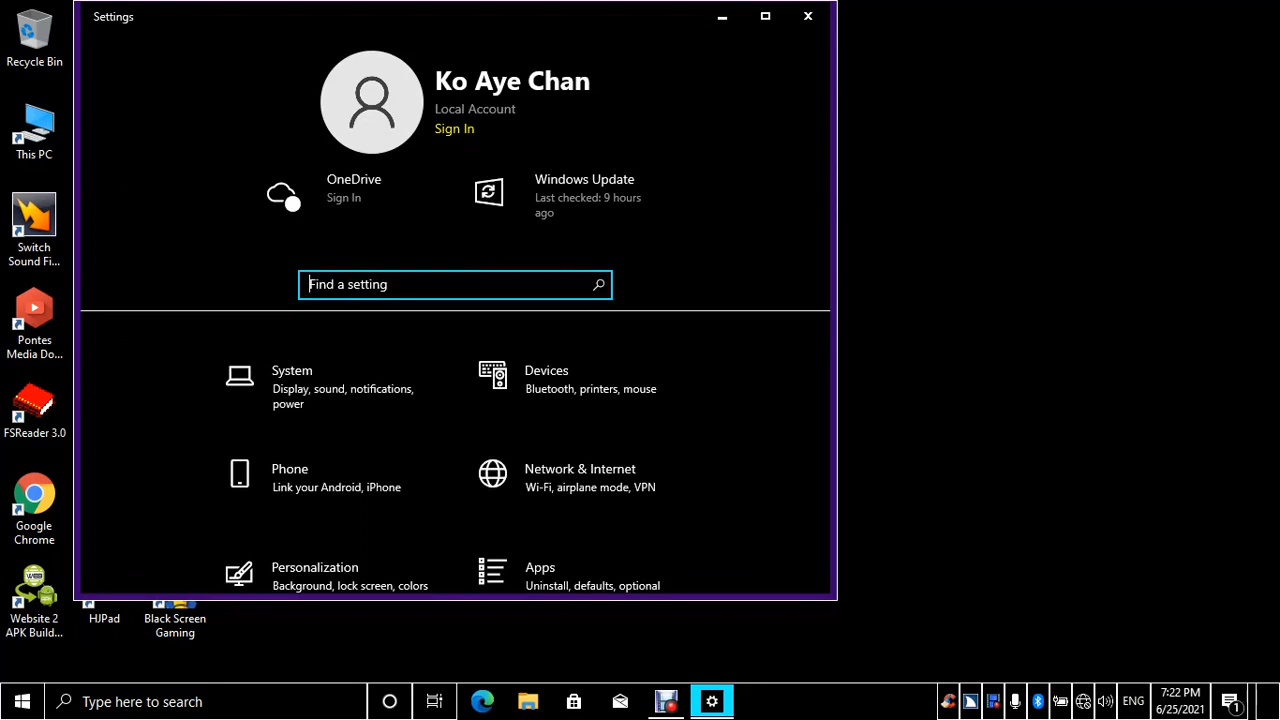 Settings
Ko Aye Chan
Local Account
Sign In
OneDrive
Sign In
Windows Update
Last checked: 9 hours
ago
Find a setting
System
Display, sound, notifications,
power
Devices
Bluetooth, printers, mouse
Phone
Link your Android, iPhone
Network & Internet
Wi-Fi, airplane mode, VPN
Personalization
Background, lock screen, colors
Apps
Uninstall, defaults, optional
Recycle Bin
This PC
Switch
Sound Fi...
Pontes
Media Do...
FSReader 3.0
Google
Chrome
Website 2
APK Build...
HJPad
Black Screen
Gaming
Type here to search
ENG
7:22 PM
6/25/2021
1